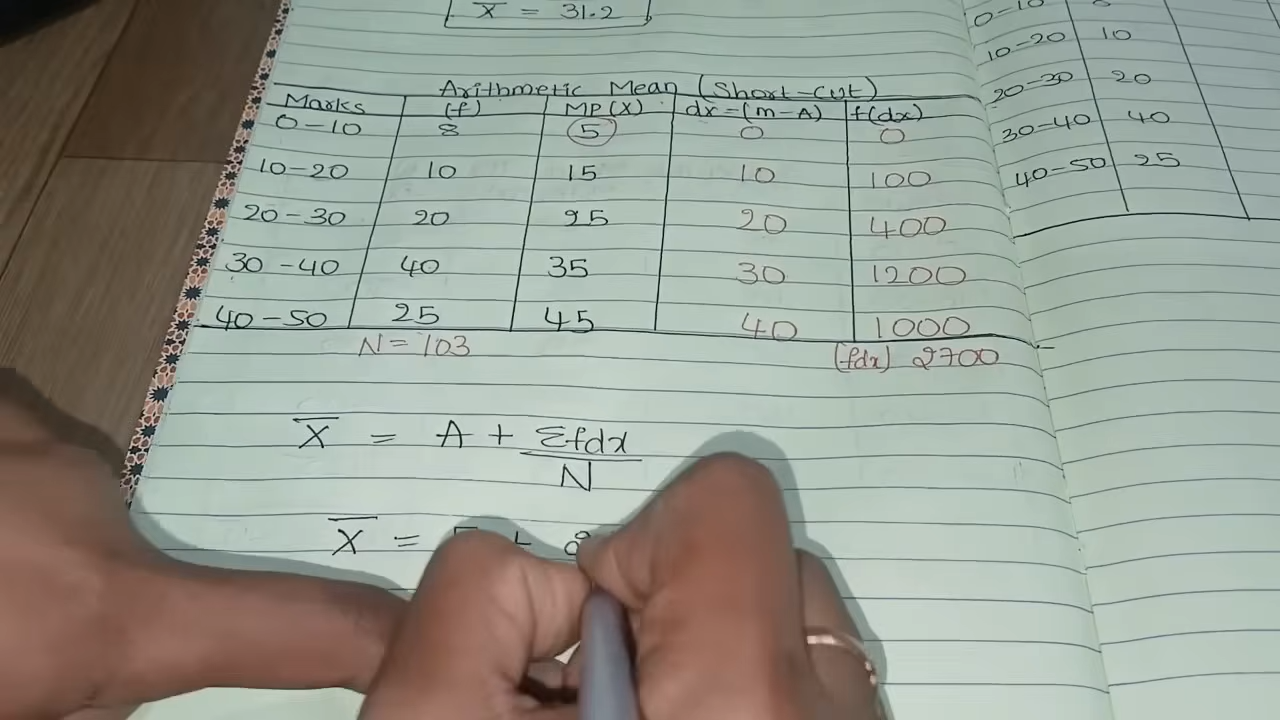 X = 31.2
Arithmetic Mean (Short-Cut)
Marks (f) MP(X) dx=(m-A) f(dx)
0-10 8 5 0 0
10-20 10 15 10 100
20-30 20 25 20 400
30-40 40 35 30 1200
40-50 25 45 40 1000
N = 103 (fdx) 2700
X̅ = A + Σfdx
N
X̅ = +
0-10
10-20 10
20-30 20
30-40 40
40-50 25